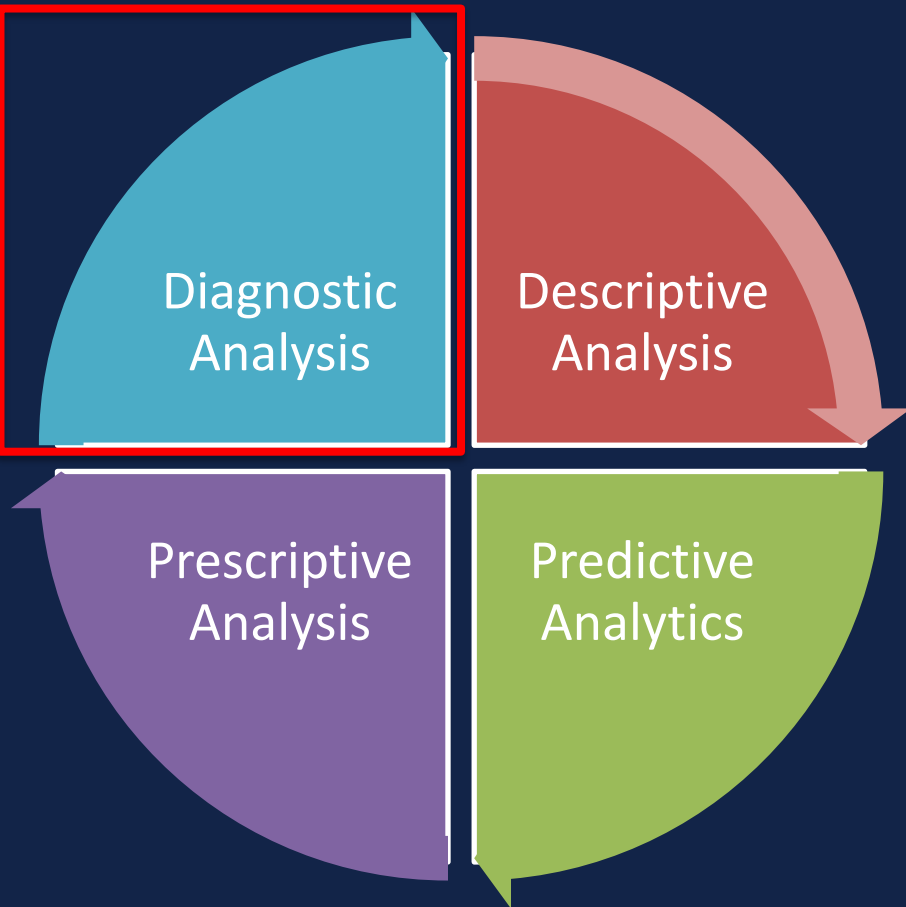 Diagnostic
Analysis
Descriptive
Analysis
Prescriptive
Analysis
Predictive
Analytics